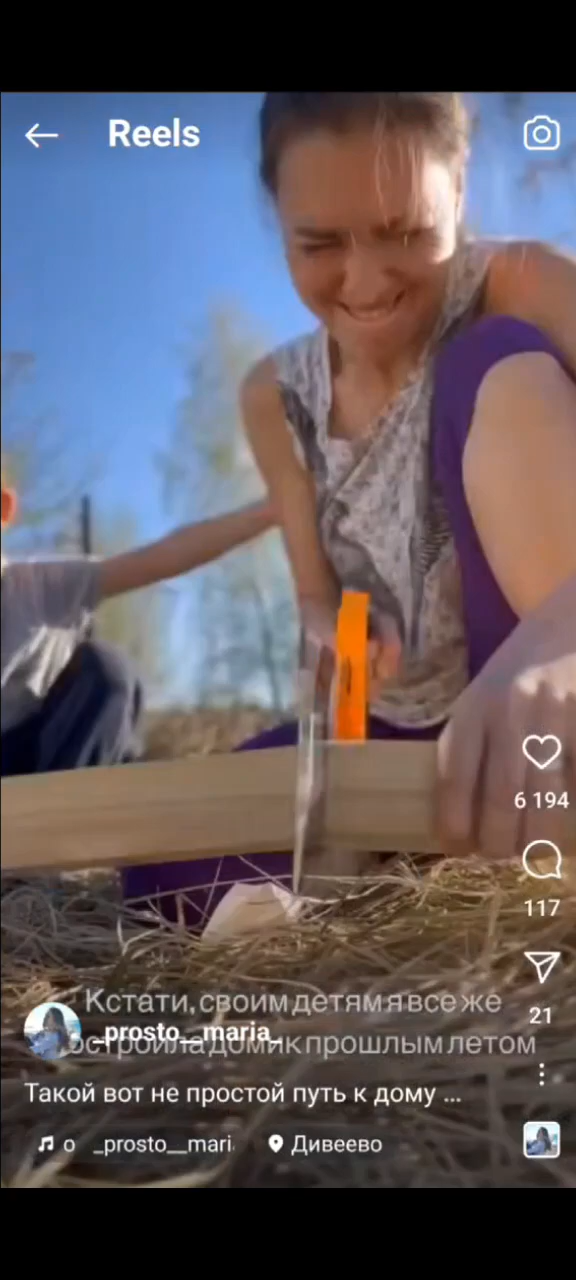 Reels
6 194
117
21
Кстати, своим детям я все же
_prosto__maria_
домик прошлым летом
Такой вот не простой путь к дому ...
о _prosto__mari
Дивеево